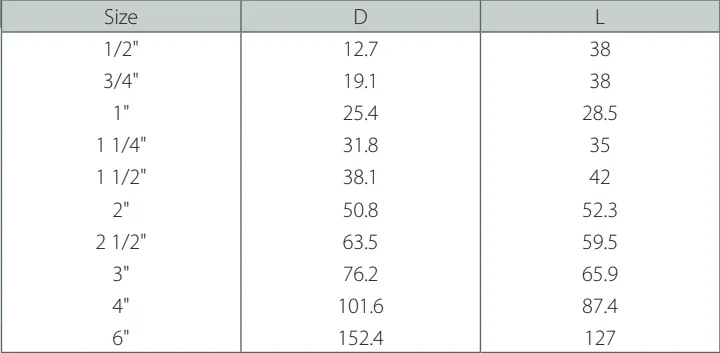 Size D L
1/2" 12.7 38
3/4" 19.1 38
1" 25.4 28.5
1 1/4" 31.8 35
1 1/2" 38.1 42
2" 50.8 52.3
2 1/2" 63.5 59.5
3" 76.2 65.9
4" 101.6 87.4
6" 152.4 127